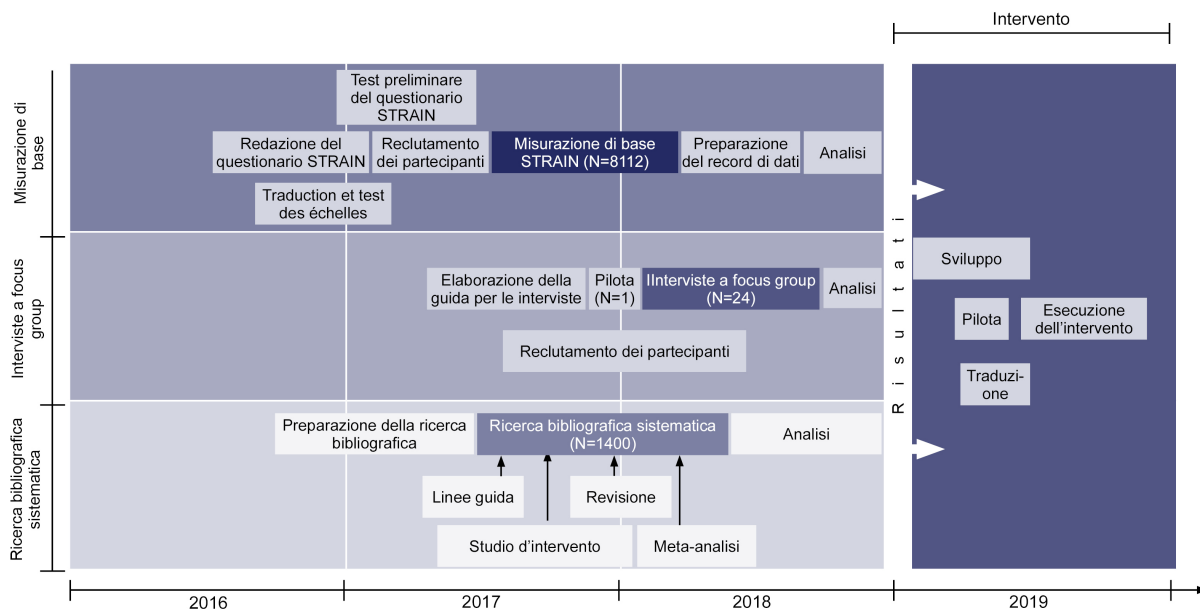 Intervento
Misurazione di
base
Test preliminare
del questionario
STRAIN
Redazione del
questionario STRAIN
Reclutamento
dei partecipanti
Misurazione di base
STRAIN (N=8112)
Preparazione
del record di dati
Analisi
Traduction et test
des échelles
Interviste a focus
group
Elaborazione della
guida per le interviste
Pilota
(N=1)
IInterviste a focus group
(N=24)
Analisi
Reclutamento dei partecipanti
Ricerca bibliografica
sistematica
Preparazione della ricerca
bibliografica
Ricerca bibliografica sistematica
(N=1400)
Analisi
Linee guida
Revisione
Studio d’intervento
Meta-analisi
Risultati
Sviluppo
Pilota
Esecuzione
dell’intervento
Traduzi-
one
2016
2017
2018
2019